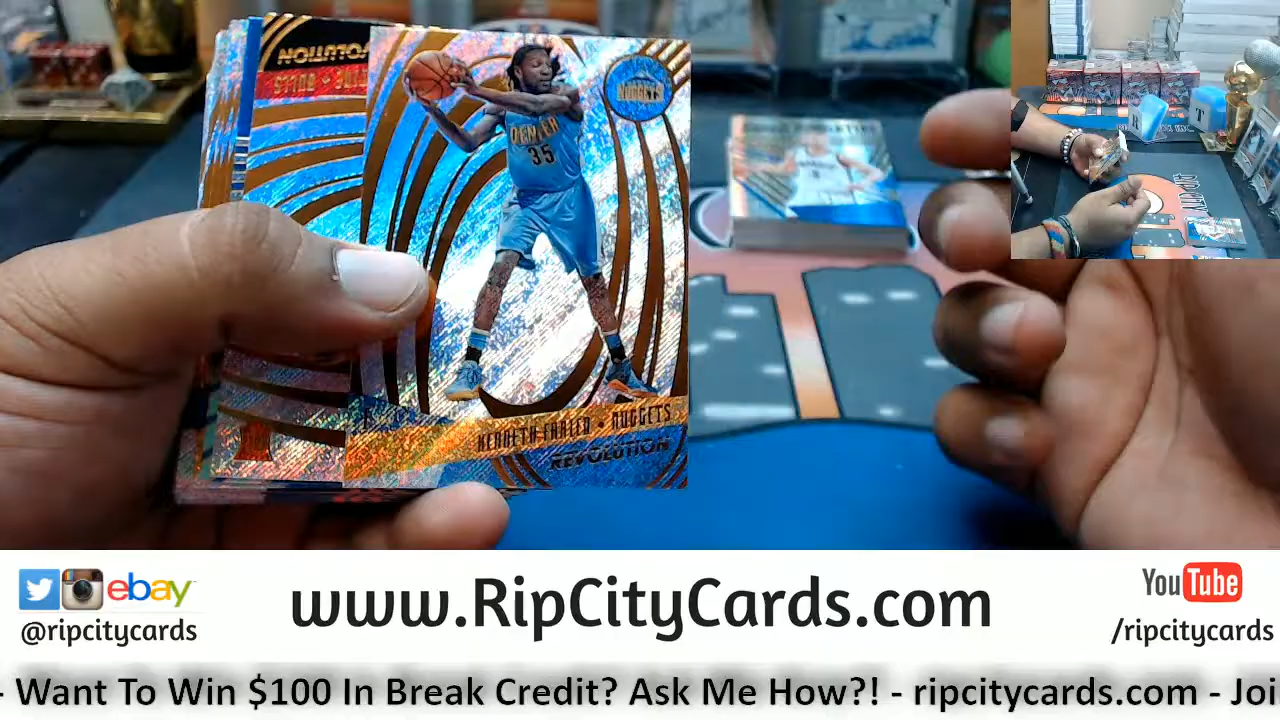 NUGGETS
DENVER
35
KENNETH FARIED • NUGGETS
REVOLUTION
ebay
@ripcitycards
www.RipCityCards.com
YouTube
/ripcitycards
- Want To Win $100 In Break Credit? Ask Me How?! - ripcitycards.com - Joi